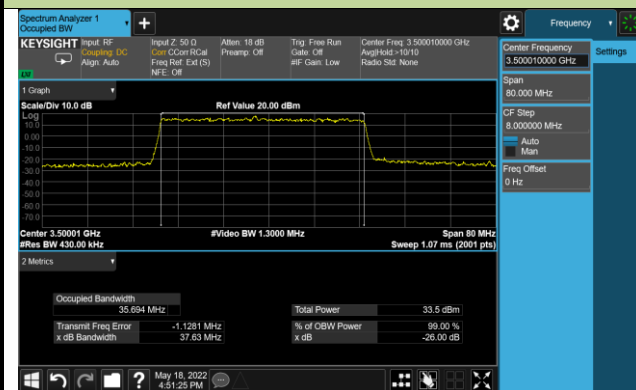 Spectrum Analyzer 1
Occupied BW
+
Frequency
KEYSIGHT
Input: RF
Coupling: DC
Align: Auto
Input Z: 50 Ω
Corr CCorr RCal
Freq Ref: Ext (S)
NFE: Off
Atten: 18 dB
Preamp: Off
Trig: Free Run
Gate: Off
#IF Gain: Low
Center Freq: 3.500010000 GHz
Avg|Hold:>10/10
Radio Std: None
Center Frequency
3.500010000 GHz
Settings
Span
80.000 MHz
CF Step
8.000000 MHz
Auto
Man
Freq Offset
0 Hz
1 Graph
Scale/Div 10.0 dB
Ref Value 20.00 dBm
Log
10.0
0.00
-10.0
-20.0
-30.0
-40.0
-50.0
-60.0
-70.0
Center 3.50001 GHz
#Video BW 1.3000 MHz
Span 80 MHz
#Res BW 430.00 kHz
Sweep 1.07 ms (2001 pts)
2 Metrics
Occupied Bandwidth
35.694 MHz
Total Power
33.5 dBm
Transmit Freq Error
-1.1281 MHz
% of OBW Power
99.00 %
x dB Bandwidth
37.63 MHz
x dB
-26.00 dB
?
May 18, 2022
4:51:25 PM